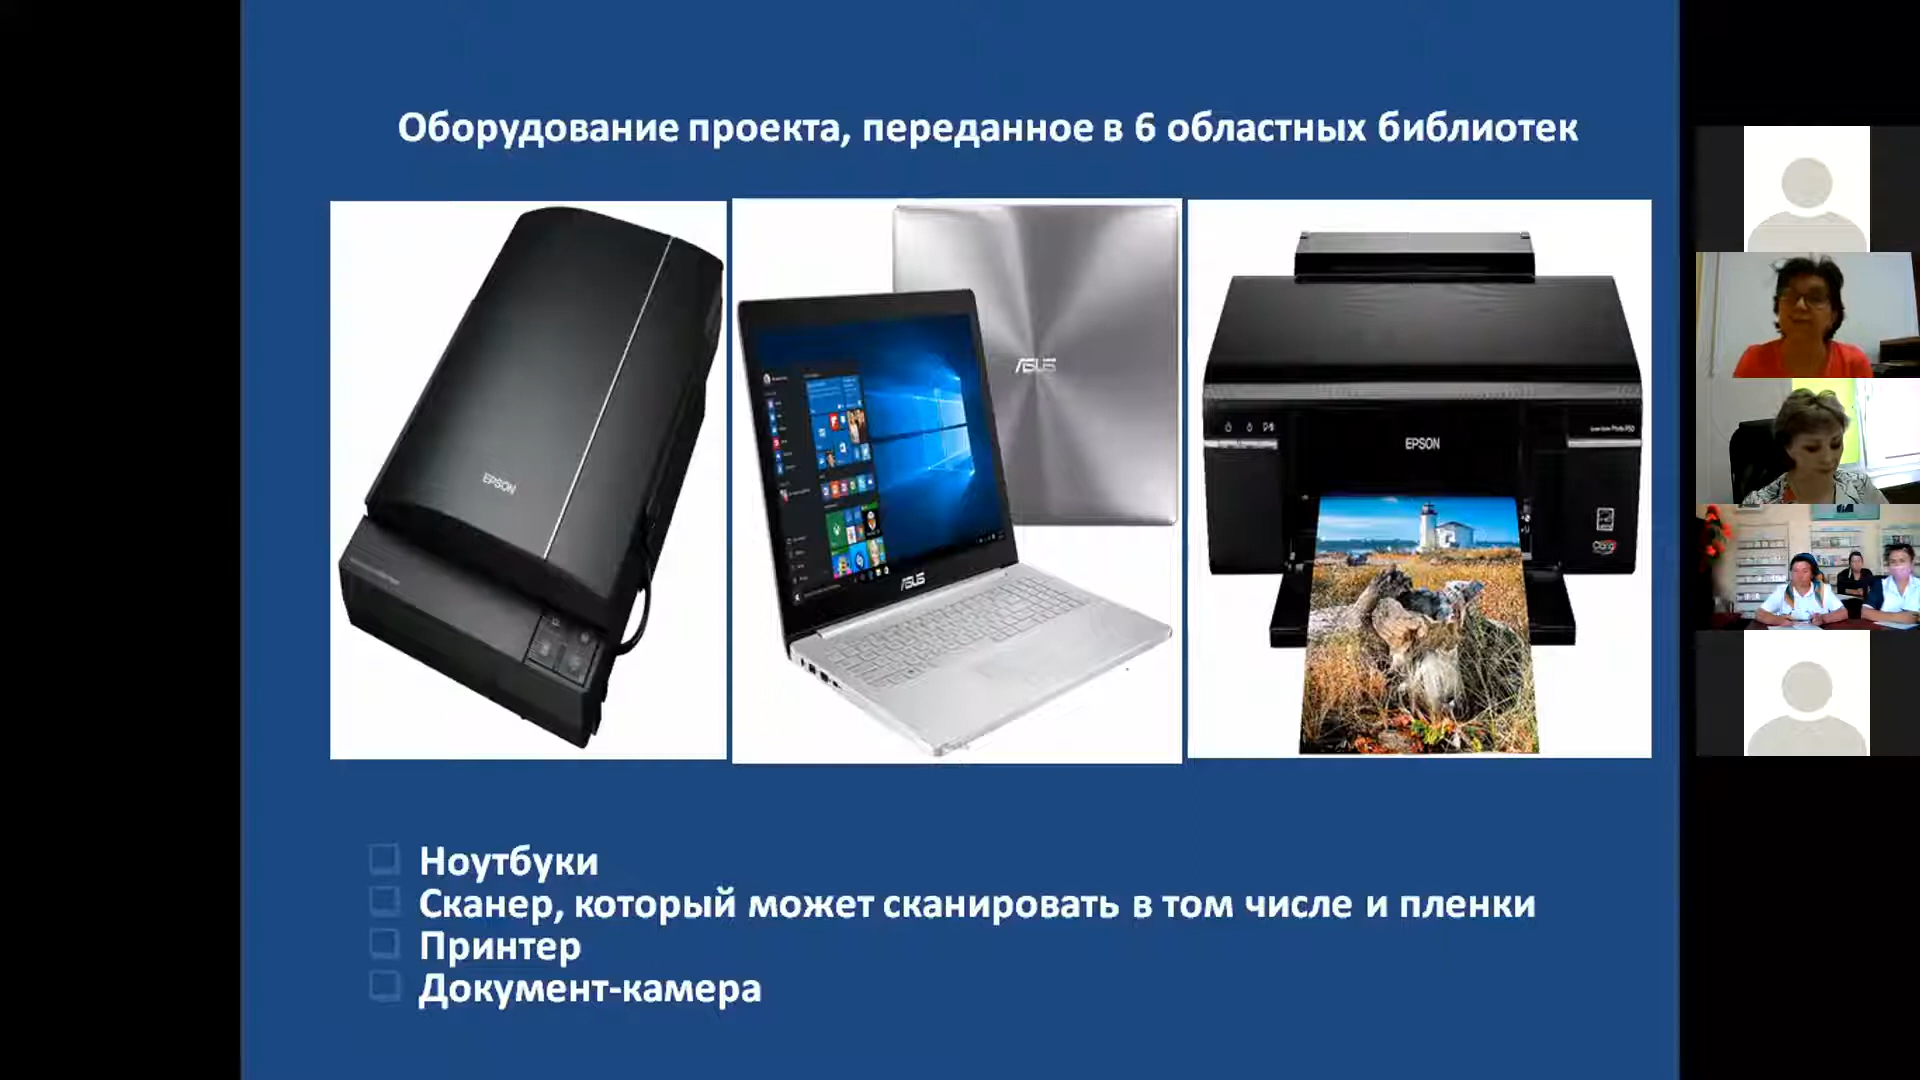 Оборудование проекта, переданное в 6 областных библиотек
EPSON
ASUS
ASUS
EPSON
Ноутбуки
Сканер, который может сканировать в том числе и пленки
Принтер
Документ-камера